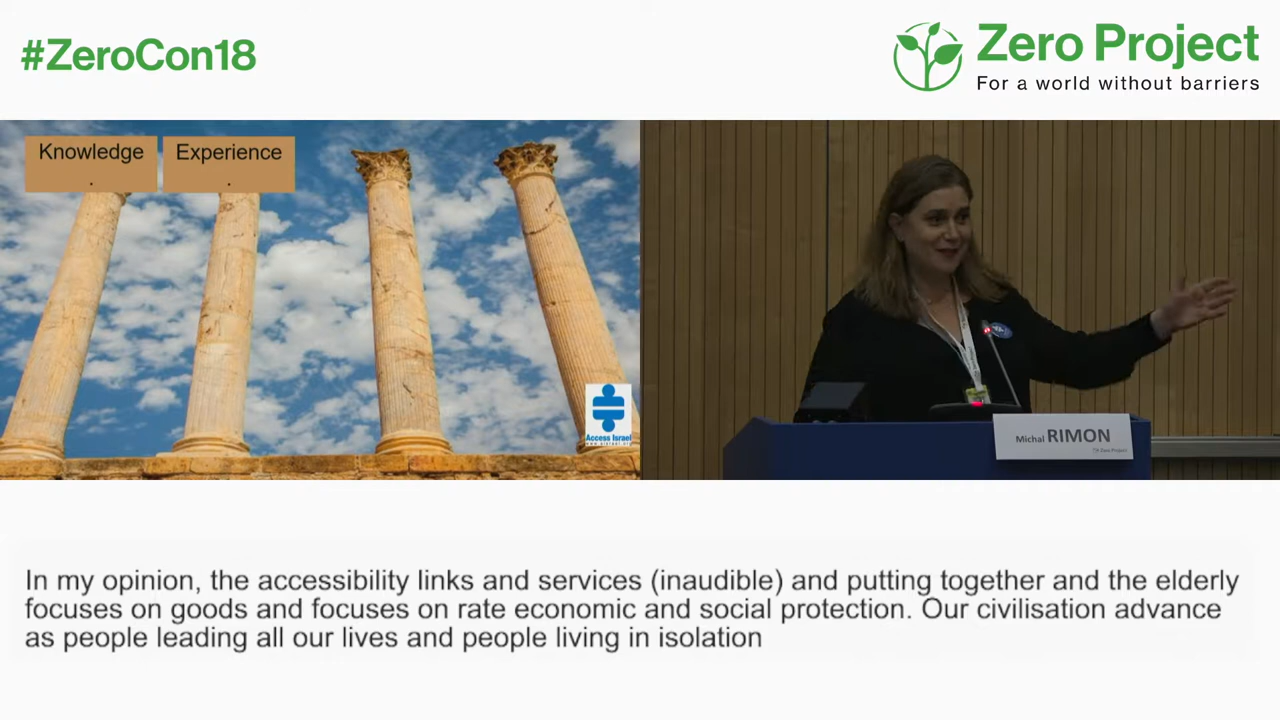 #ZeroCon18
Zero Project
For a world without barriers
Knowledge
.
Experience
.
Access Israel
Michal RIMON
In my opinion, the accessibility links and services (inaudible) and putting together and the elderly
focuses on goods and focuses on rate economic and social protection. Our civilisation advance
as people leading all our lives and people living in isolation